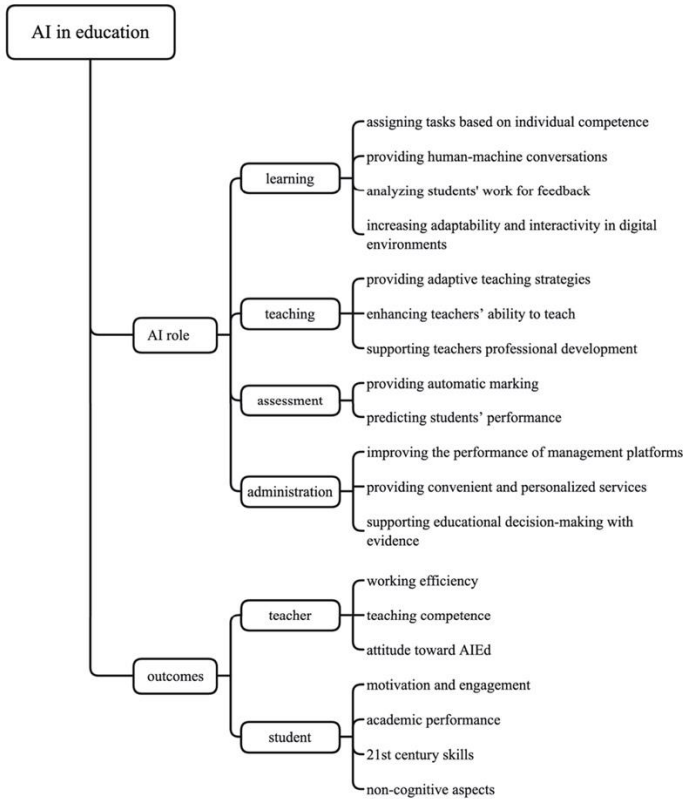 AI in education
assigning tasks based on individual competence
providing human-machine conversations
learning
analyzing students' work for feedback
increasing adaptability and interactivity in digital
environments
providing adaptive teaching strategies
teaching
enhancing teachers' ability to teach
AI role
supporting teachers professional development
providing automatic marking
assessment
predicting students' performance
improving the performance of management platforms
administration
providing convenient and personalized services
supporting educational decision-making with
evidence
working efficiency
teacher
teaching competence
attitude toward AIEd
outcomes
motivation and engagement
academic performance
student
21st century skills
non-cognitive aspects